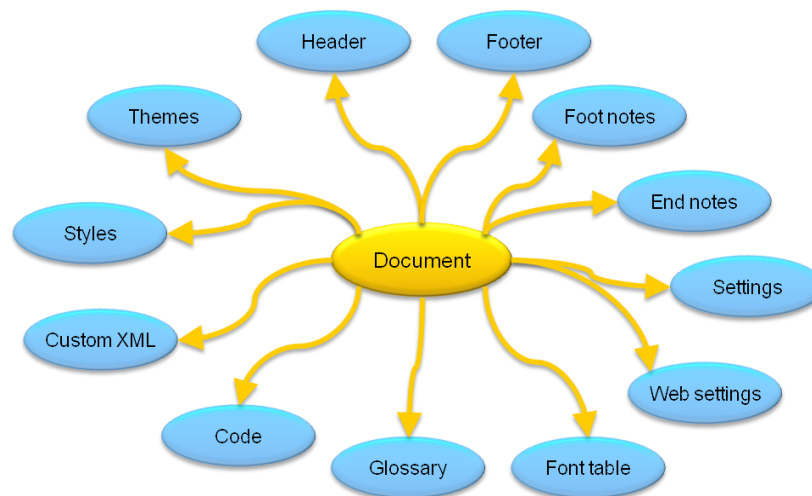 Header
Footer
Themes
Foot notes
End notes
Styles
Document
Settings
Custom XML
Web settings
Code
Glossary
Font table